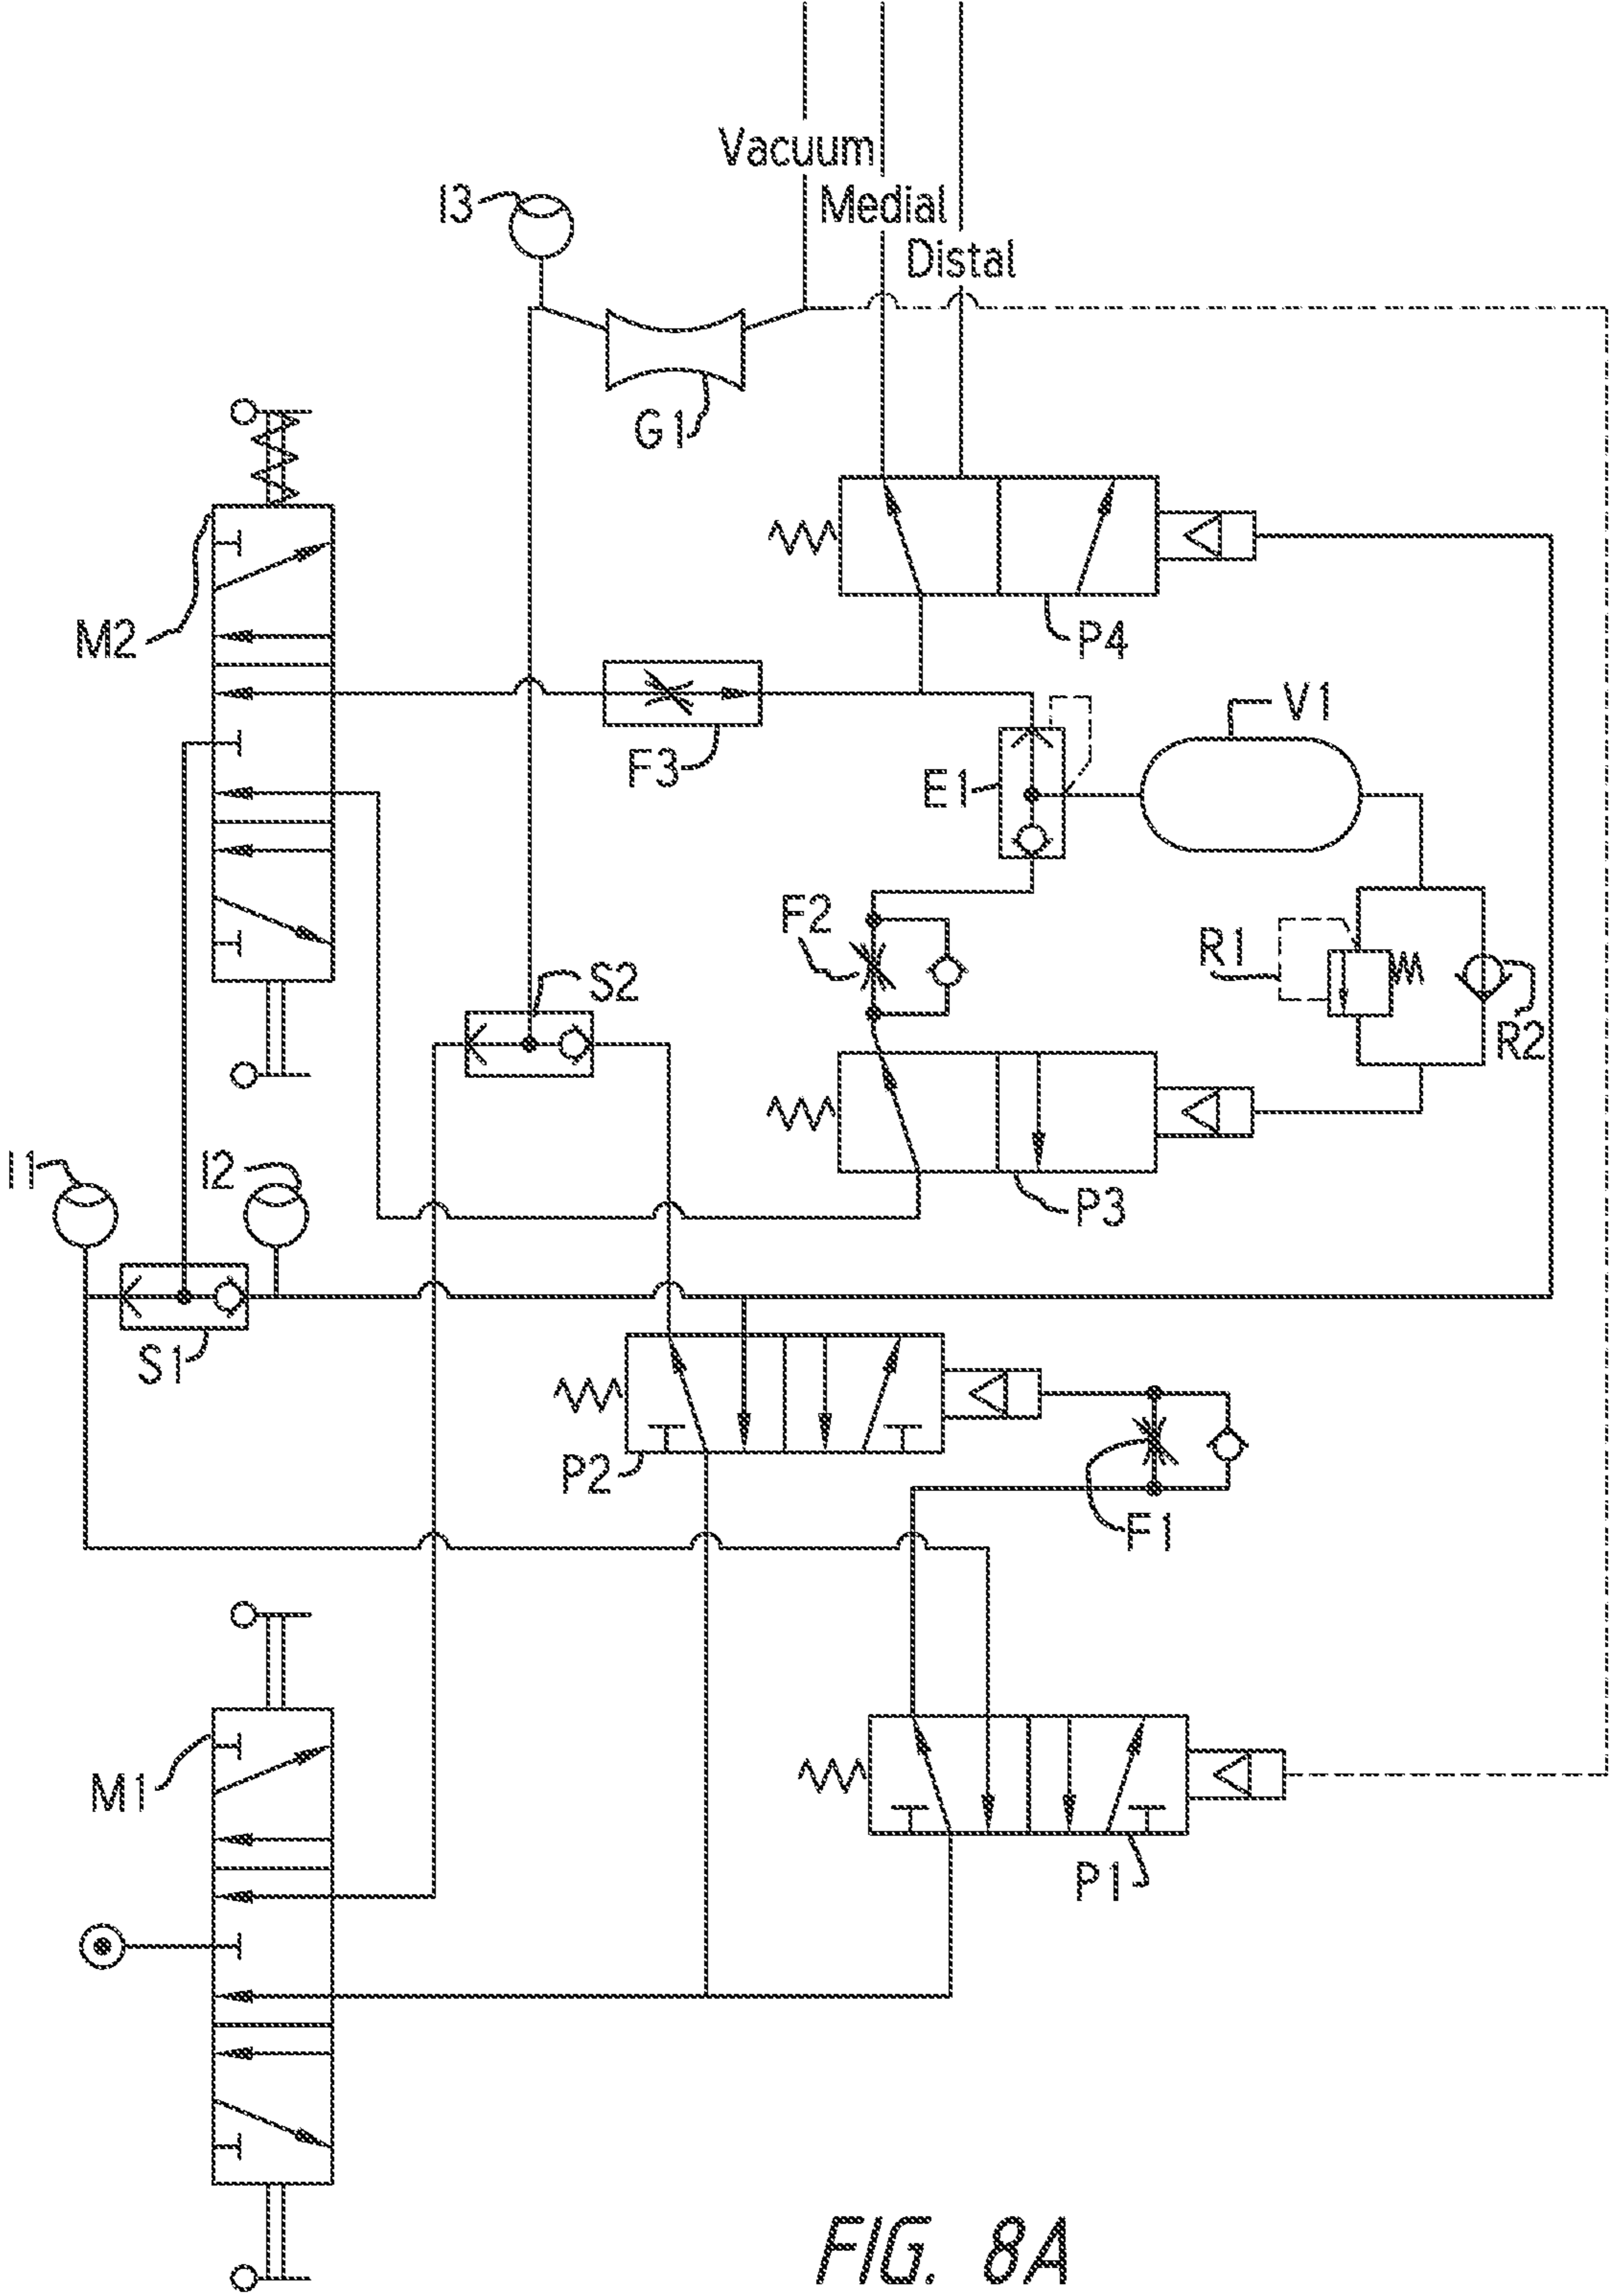 Vacuum
I3
Medial
Distal
G1
M2
P4
F3
V1
E1
F2
R1
S2
R2
I1
I2
P3
S1
P2
F1
M1
P1
FIG. 8A